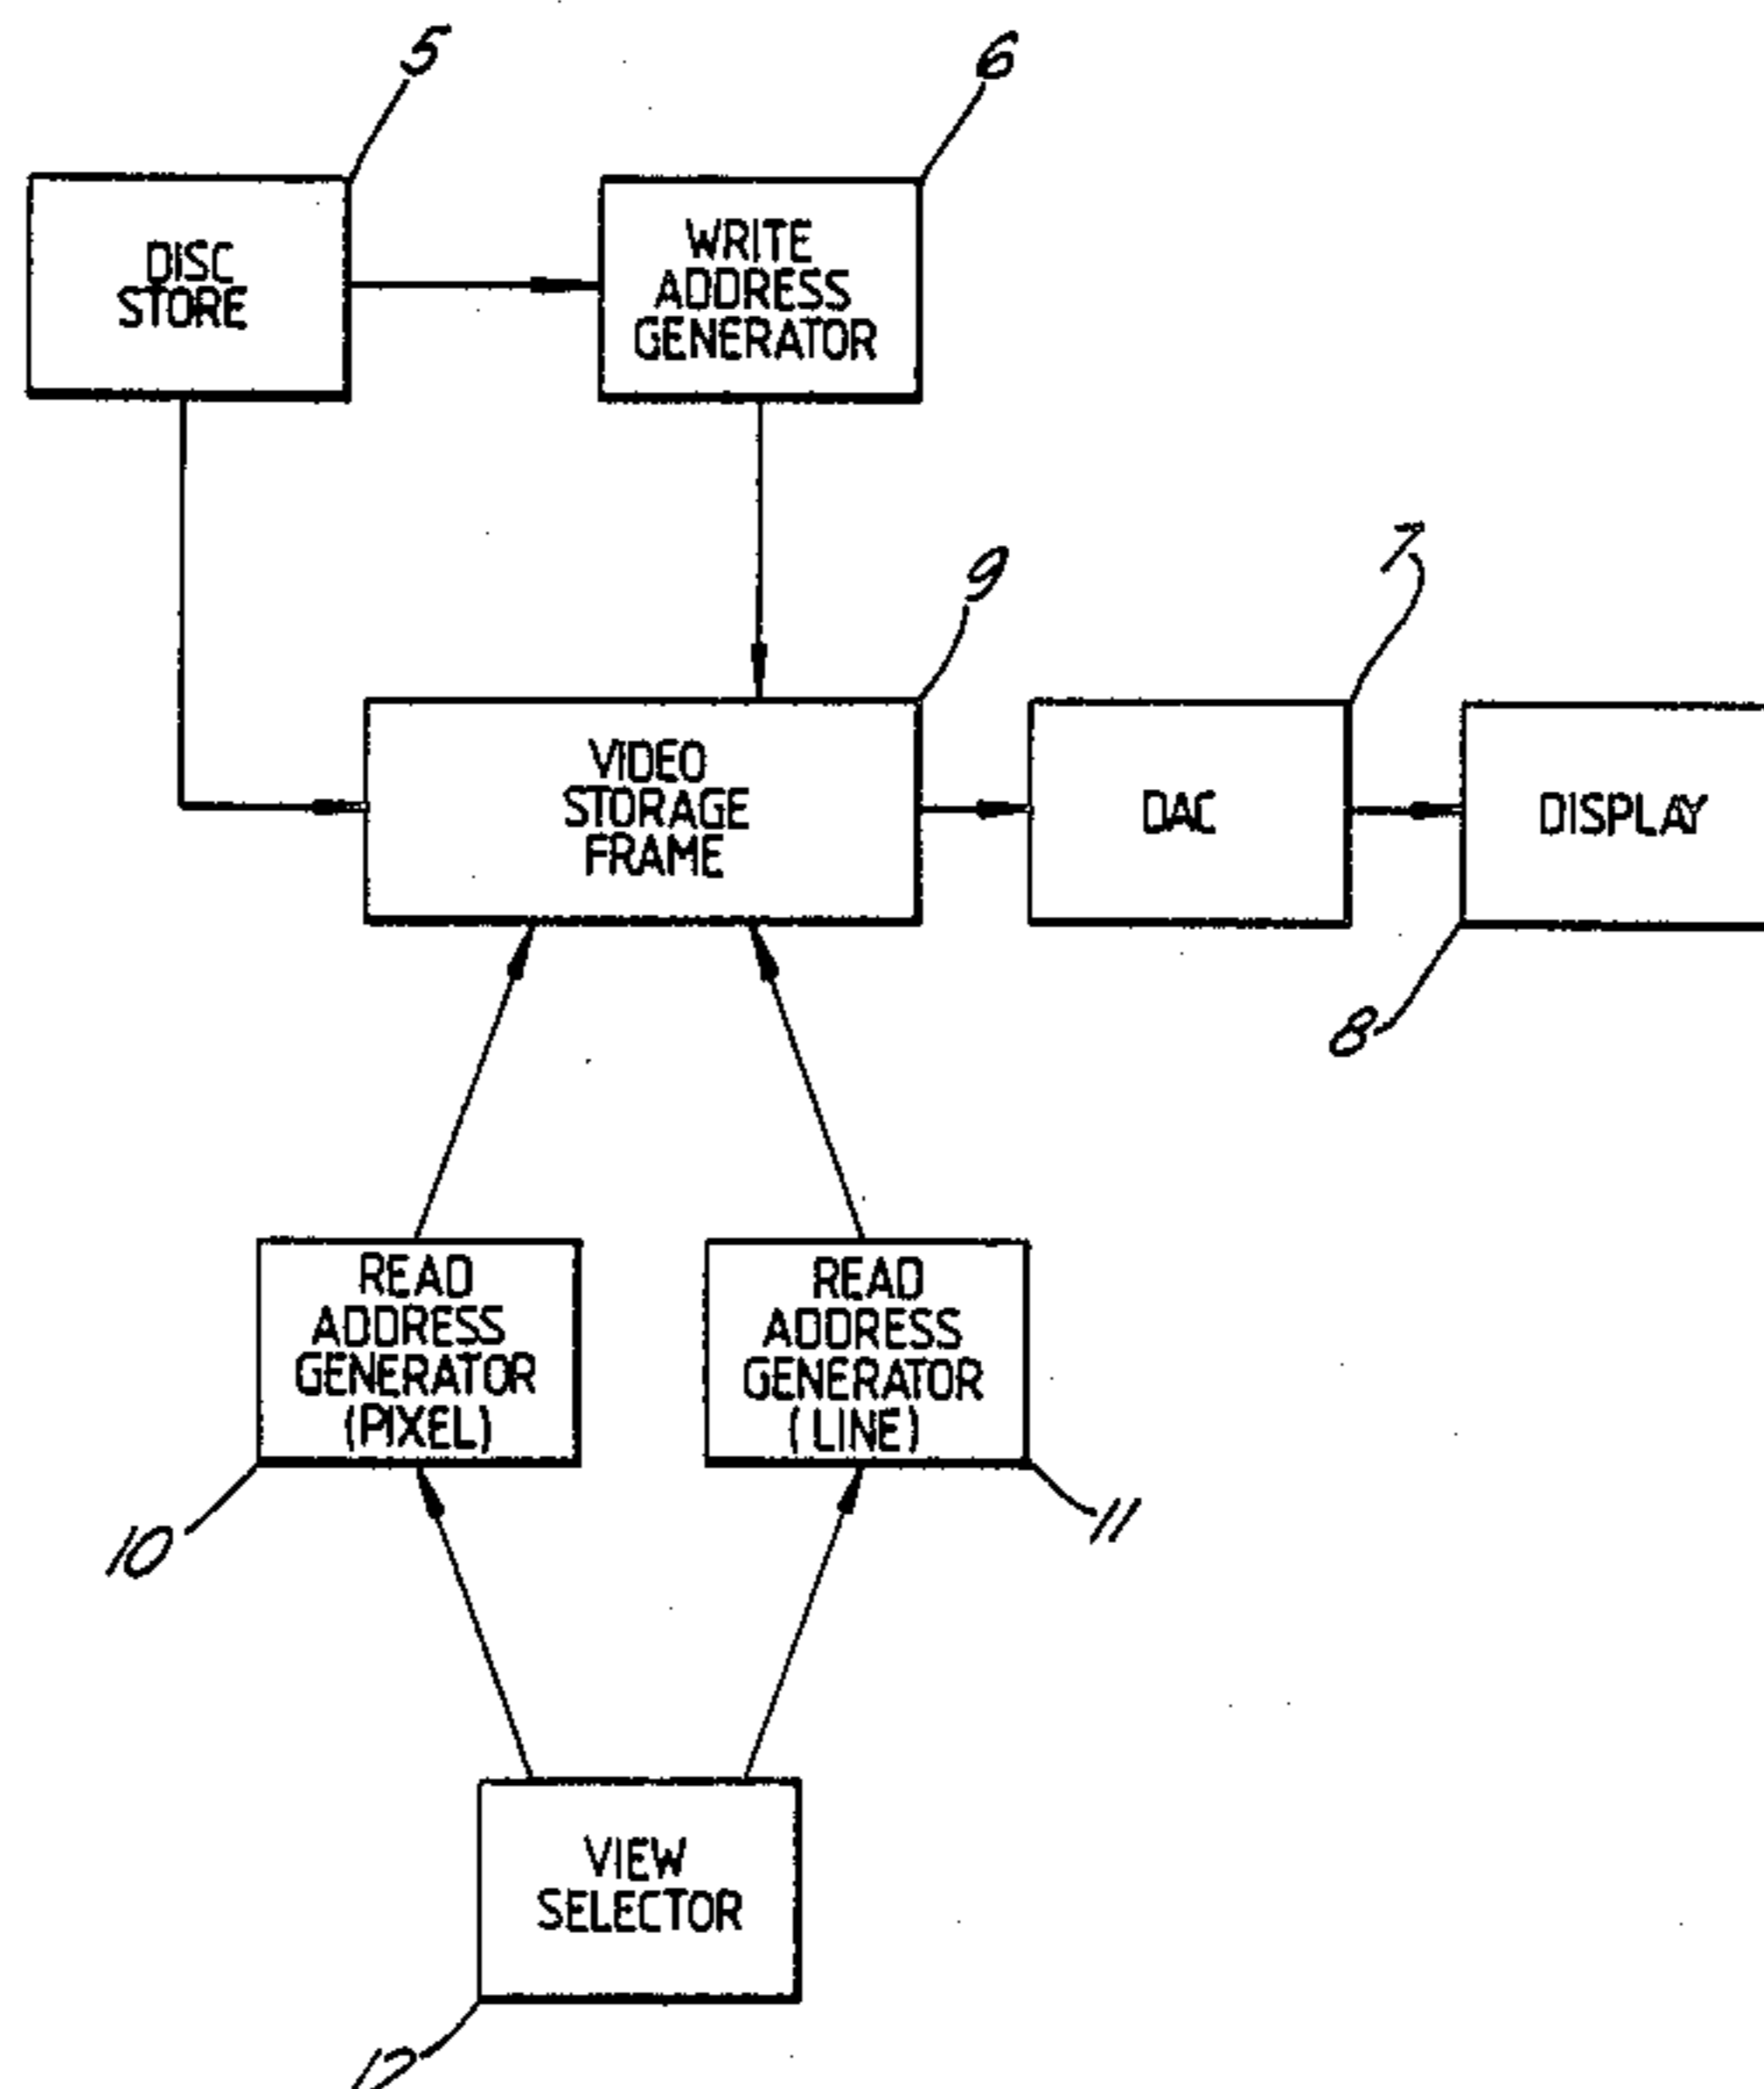 5
6
DISC
STORE
WRITE
ADDRESS
GENERATOR
9
7
VIDEO
STORAGE
FRAME
DAC
DISPLAY
8
READ
ADDRESS
GENERATOR
(PIXEL)
READ
ADDRESS
GENERATOR
(LINE)
10
11
VIEW
SELECTOR